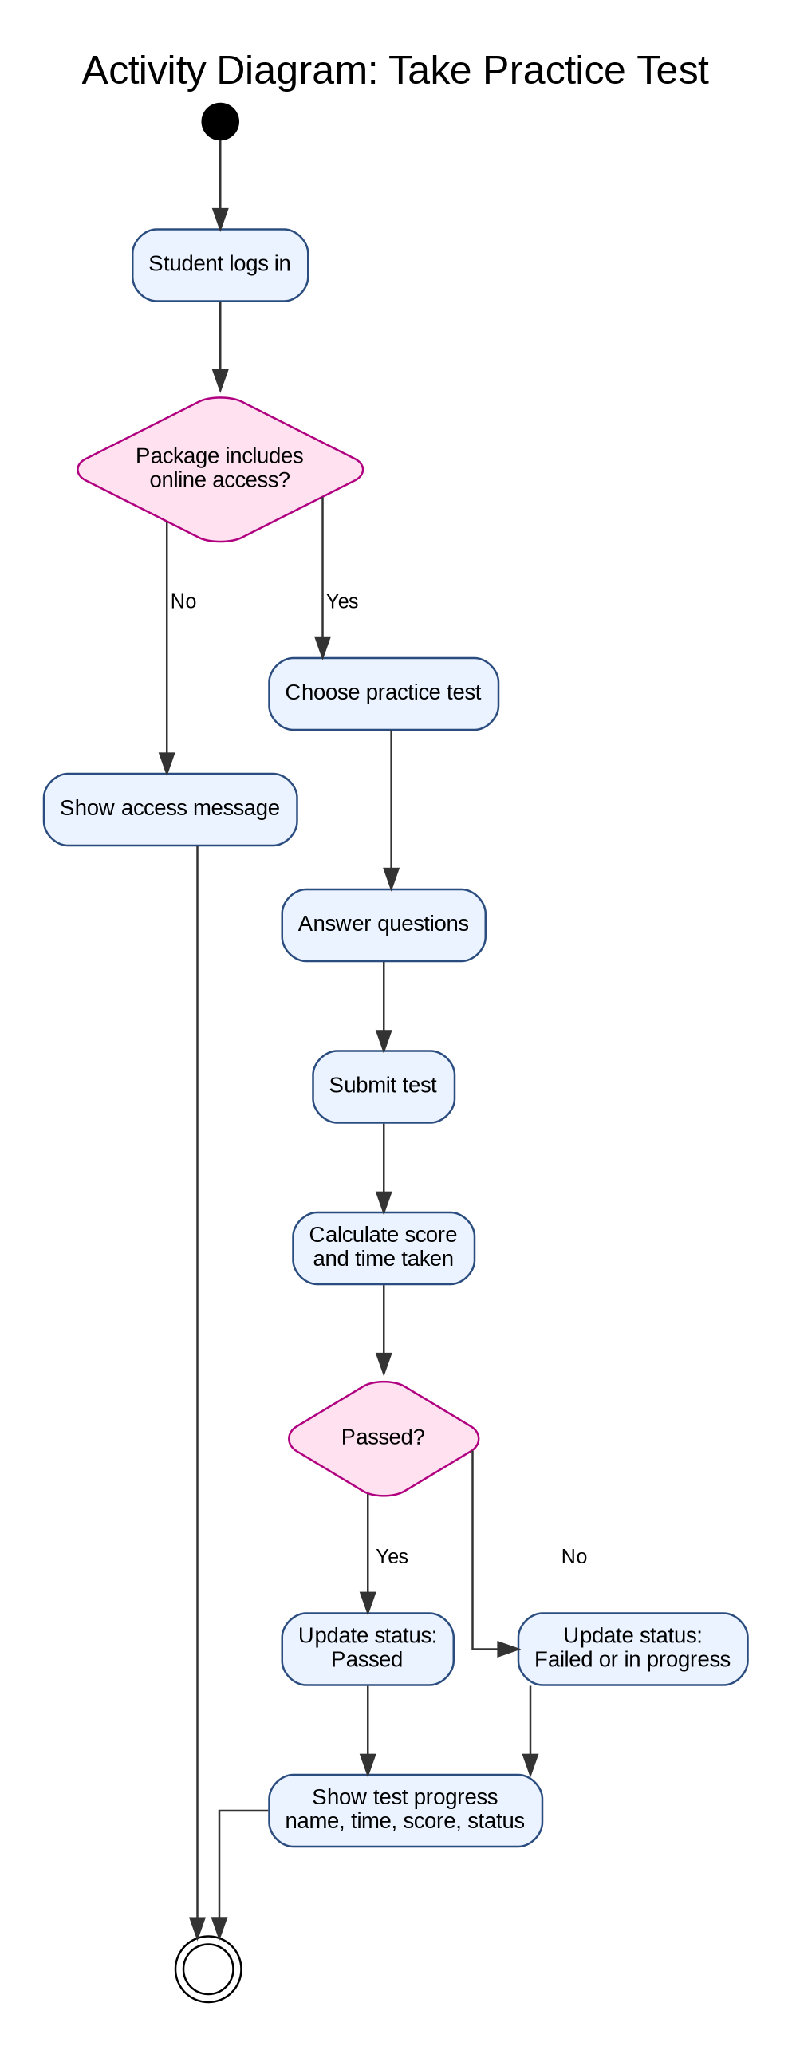 Activity Diagram: Take Practice Test
Student logs in
Package includes
online access?
No
Yes
Choose practice test
Show access message
Answer questions
Submit test
Calculate score
and time taken
Passed?
Yes
No
Update status:
Passed
Update status:
Failed or in progress
Show test progress
name, time, score, status